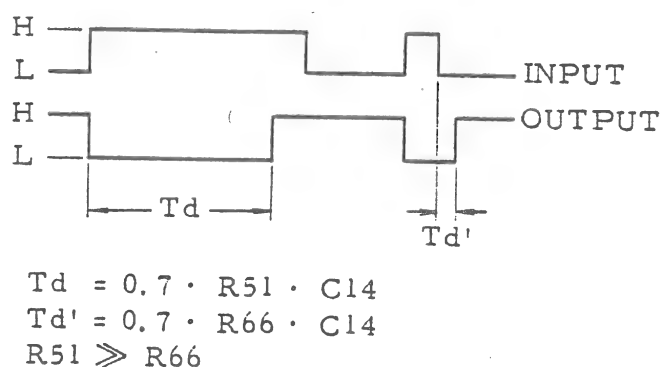 H
L
INPUT
H
OUTPUT
L
Td
Td'
Td = 0.7 · R51 · C14
Td' = 0.7 · R66 · C14
R51 ≫ R66